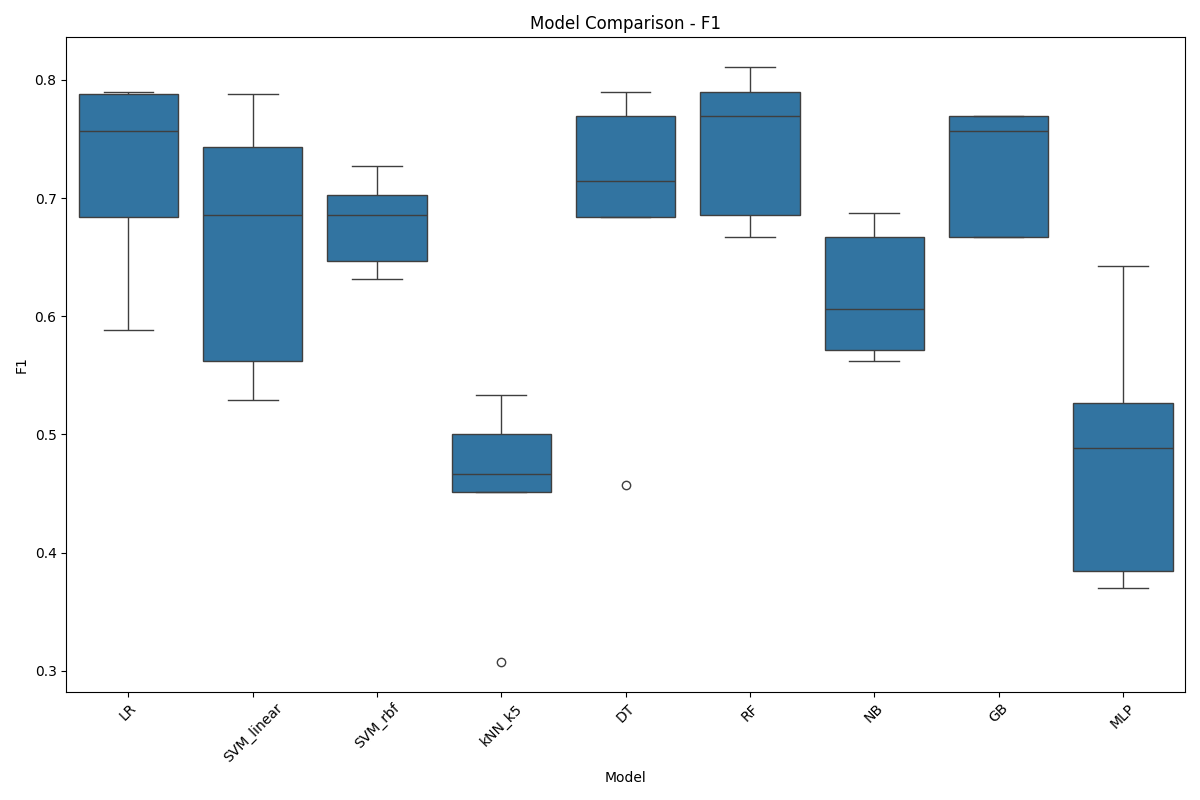 Model Comparison - F1
F1
0.8
0.7
0.6
0.5
0.4
0.3
LR
SVM_linear
SVM_rbf
kNN_k5
DT
RF
NB
GB
MLP
Model